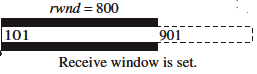 rwnd = 800
101 901
Receive window is set.